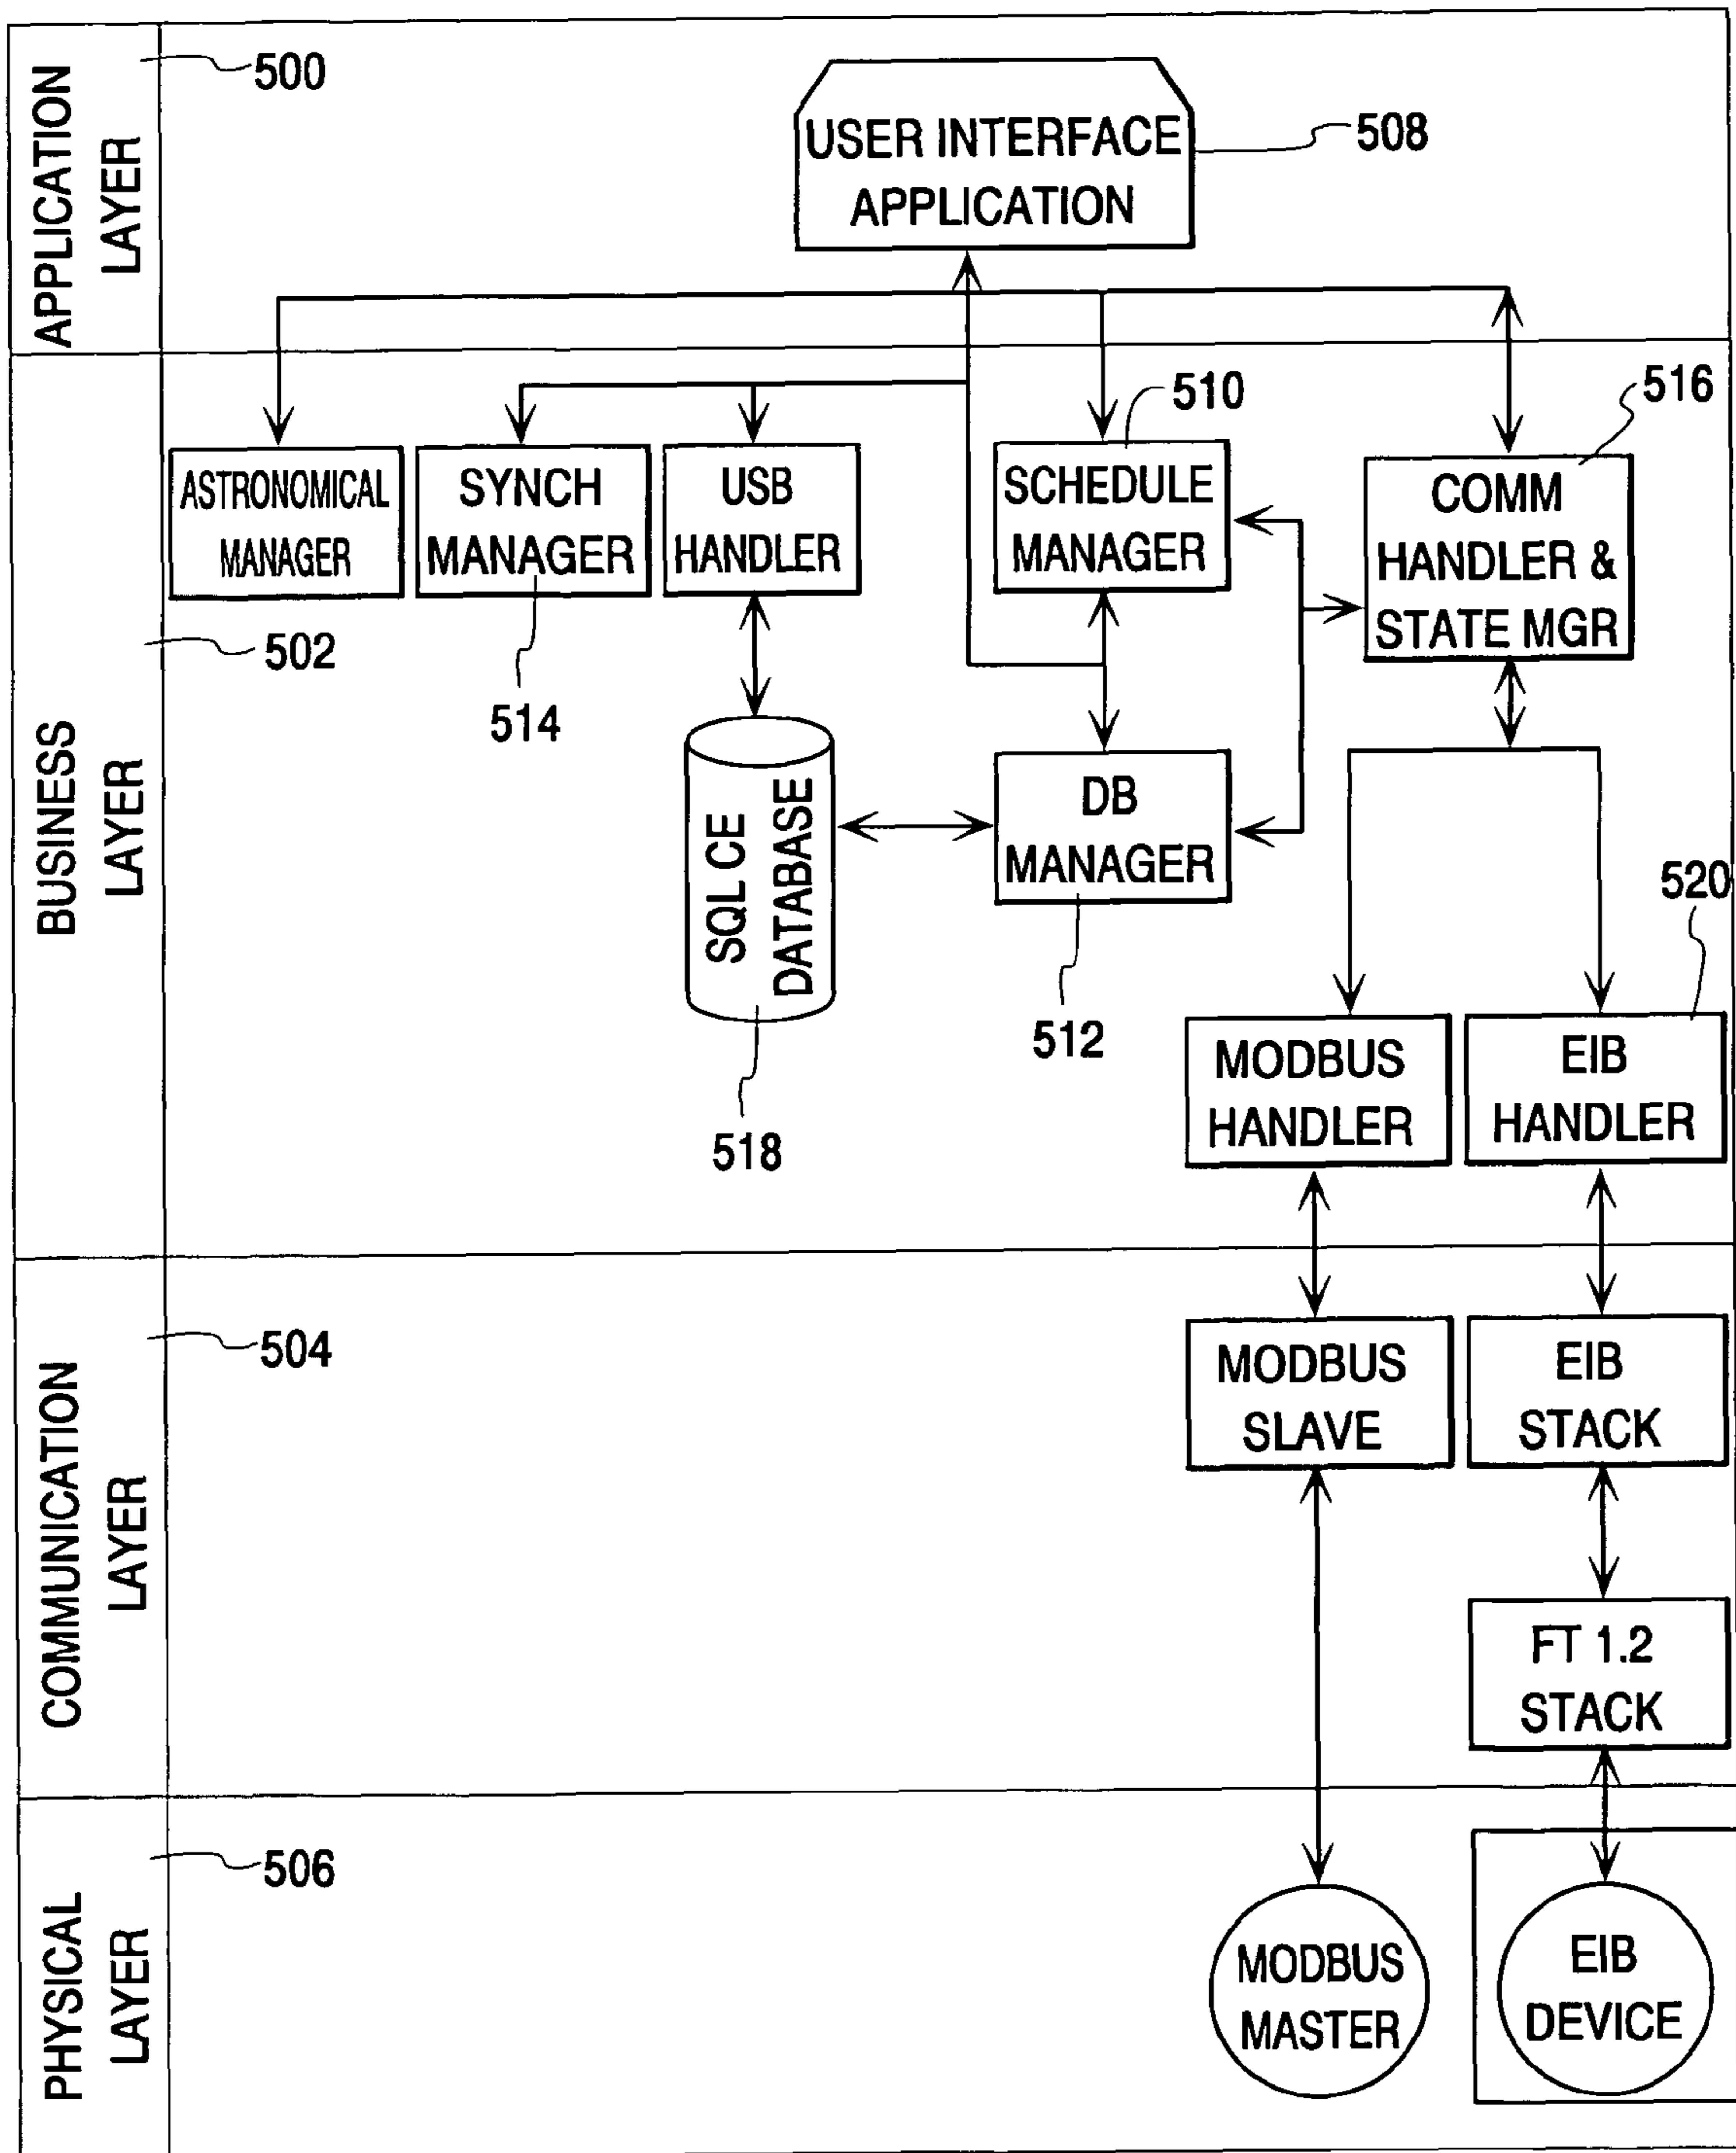 APPLICATION
LAYER
500
USER INTERFACE
APPLICATION
508
BUSINESS
LAYER
502
ASTRONOMICAL
MANAGER
SYNCH
MANAGER
514
USB
HANDLER
510
SCHEDULE
MANAGER
516
COMM
HANDLER &
STATE MGR
SQL CE
DATABASE
518
DB
MANAGER
512
520
MODBUS
HANDLER
EIB
HANDLER
COMMUNICATION
LAYER
504
MODBUS
SLAVE
EIB
STACK
FT 1.2
STACK
PHYSICAL
LAYER
506
MODBUS
MASTER
EIB
DEVICE